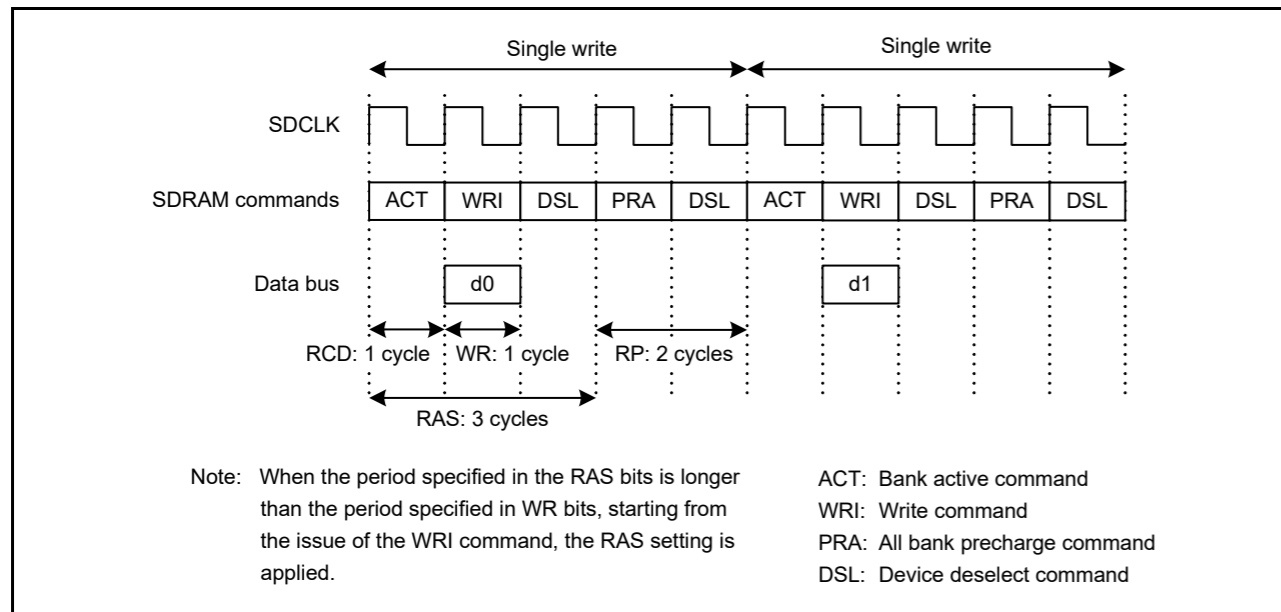 Single write
Single write
SDCLK
SDRAM commands
ACT WRI DSL PRA DSL ACT WRI DSL PRA DSL
Data bus
d0
d1
RCD: 1 cycle
WR: 1 cycle
RP: 2 cycles
RAS: 3 cycles
Note: When the period specified in the RAS bits is longer
than the period specified in WR bits, starting from
the issue of the WRI command, the RAS setting is
applied.
ACT: Bank active command
WRI: Write command
PRA: All bank precharge command
DSL: Device deselect command